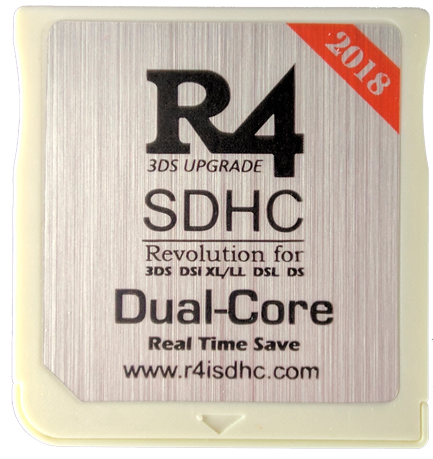 2018
R4
3DS UPGRADE
SDHC
Revolution for
3DS DSI XL/LL DSL DS
Dual-Core
Real Time Save
www.r4isdhc.com